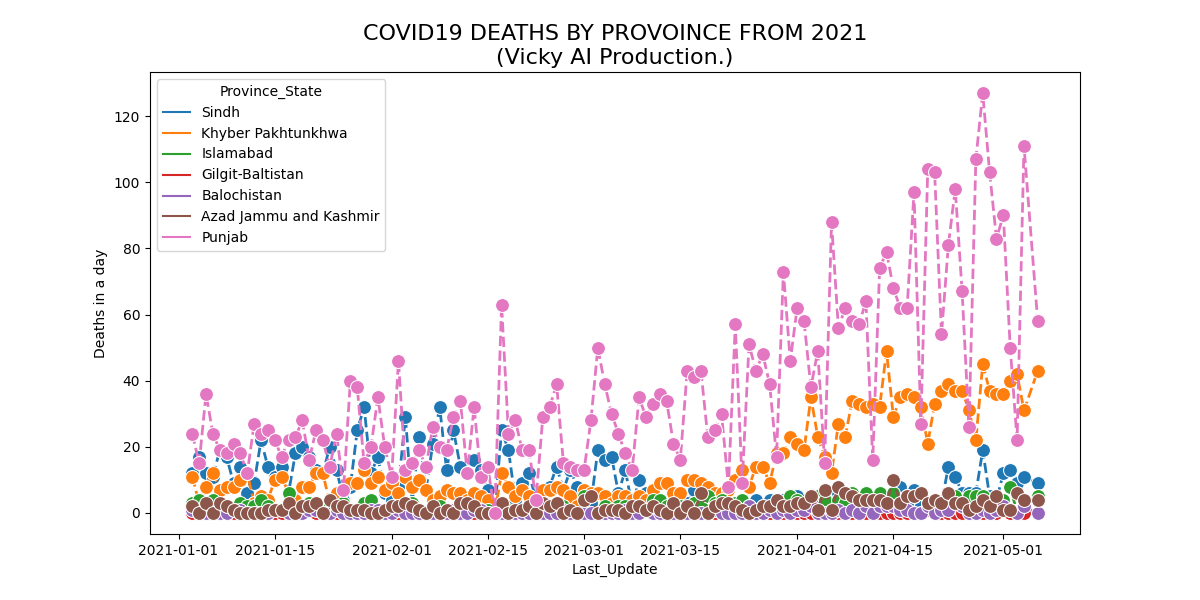 COVID19 DEATHS BY PROVOINCE FROM 2021
(Vicky AI Production.)
Province_State
Sindh
Khyber Pakhtunkhwa
Islamabad
Gilgit-Baltistan
Balochistan
Azad Jammu and Kashmir
Punjab
Deaths in a day
120
100
80
60
40
20
0
2021-01-01 2021-01-15 2021-02-01 2021-02-15 2021-03-01 2021-03-15 2021-04-01 2021-04-15 2021-05-01
Last_Update